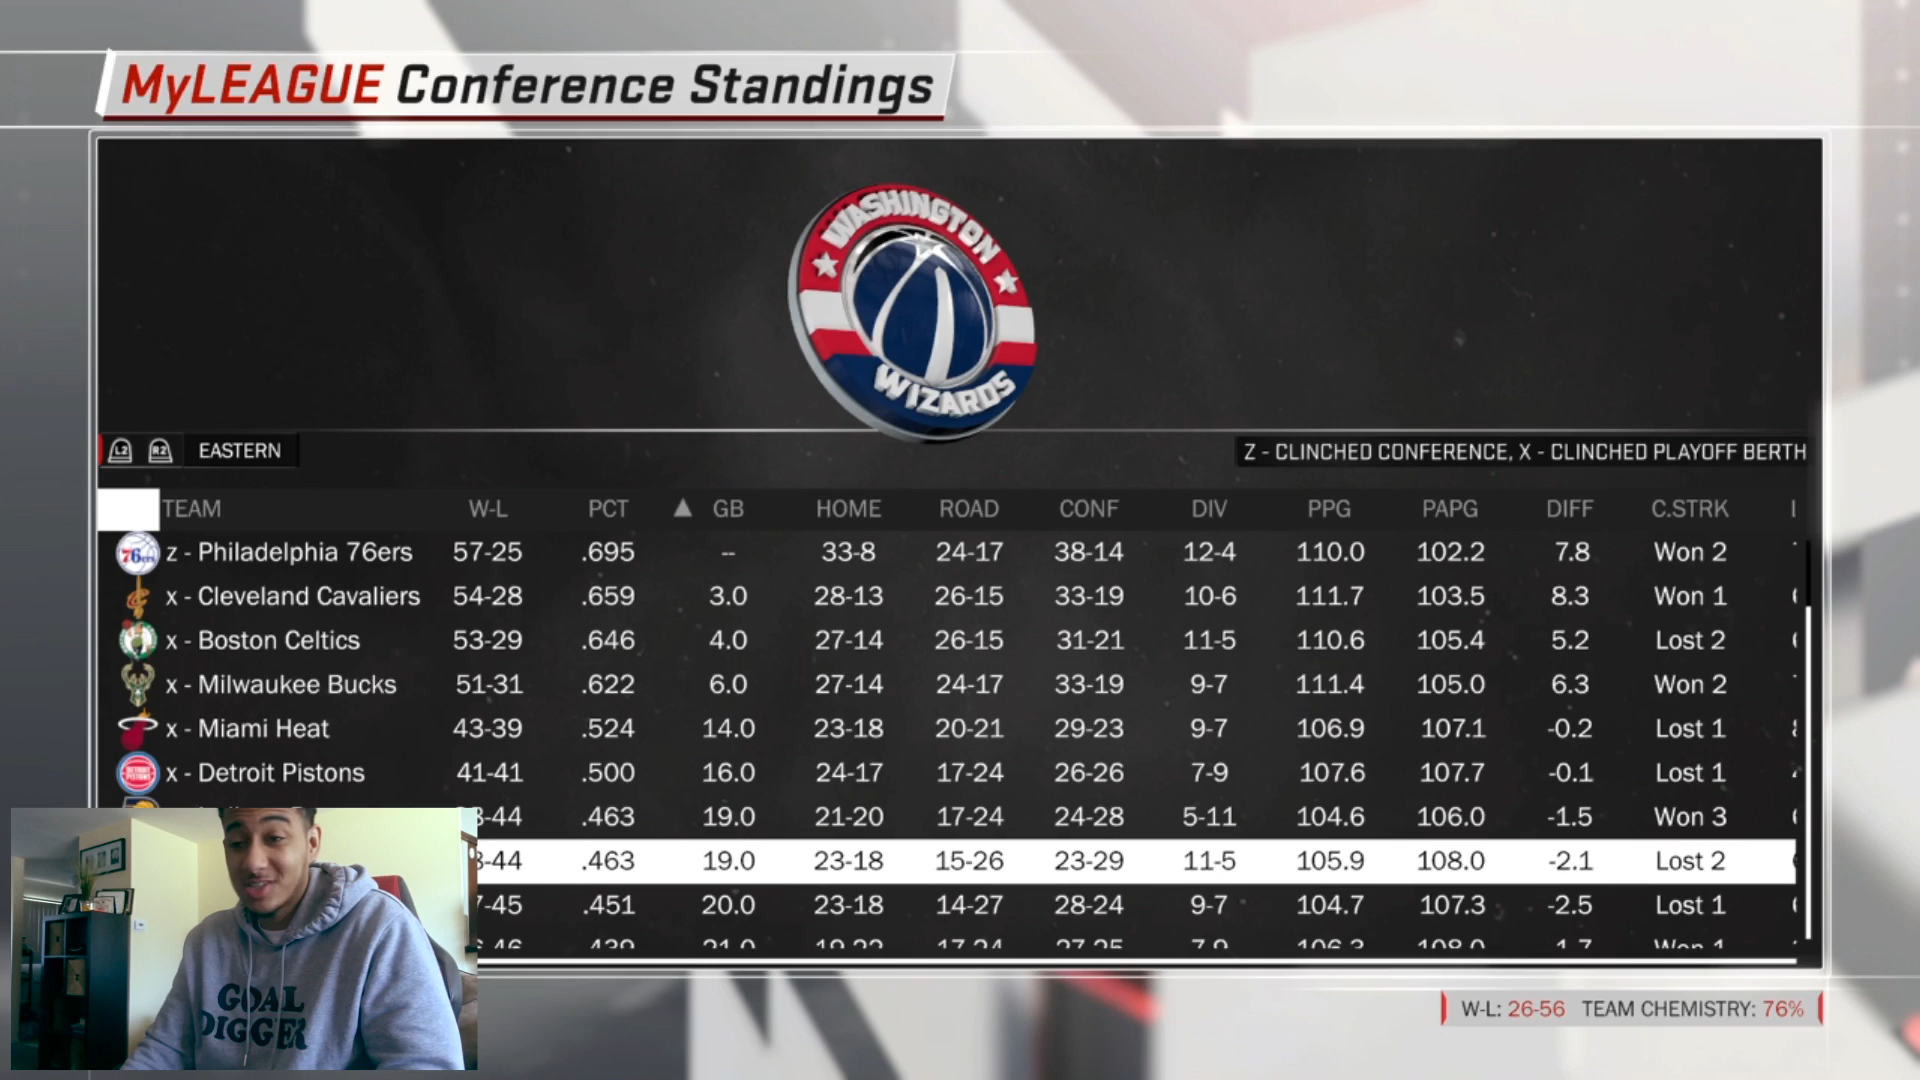 MyLEAGUE Conference Standings
WASHINGTON
WIZARDS
L2 R2 EASTERN
Z - CLINCHED CONFERENCE, X - CLINCHED PLAYOFF BERTH
TEAM W-L PCT GB HOME ROAD CONF DIV PPG PAPG DIFF C.STRK
76ers z - Philadelphia 76ers 57-25 .695 -- 33-8 24-17 38-14 12-4 110.0 102.2 7.8 Won 2
x - Cleveland Cavaliers 54-28 .659 3.0 28-13 26-15 33-19 10-6 111.7 103.5 8.3 Won 1
x - Boston Celtics 53-29 .646 4.0 27-14 26-15 31-21 11-5 110.6 105.4 5.2 Lost 2
x - Milwaukee Bucks 51-31 .622 6.0 27-14 24-17 33-19 9-7 111.4 105.0 6.3 Won 2
x - Miami Heat 43-39 .524 14.0 23-18 20-21 29-23 9-7 106.9 107.1 -0.2 Lost 1
x - Detroit Pistons 41-41 .500 16.0 24-17 17-24 26-26 7-9 107.6 107.7 -0.1 Lost 1
-44 .463 19.0 21-20 17-24 24-28 5-11 104.6 106.0 -1.5 Won 3
-44 .463 19.0 23-18 15-26 23-29 11-5 105.9 108.0 -2.1 Lost 2
-45 .451 20.0 23-18 14-27 28-24 9-7 104.7 107.3 -2.5 Lost 1
GOAL
DIGGER
W-L: 26-56 TEAM CHEMISTRY: 76%